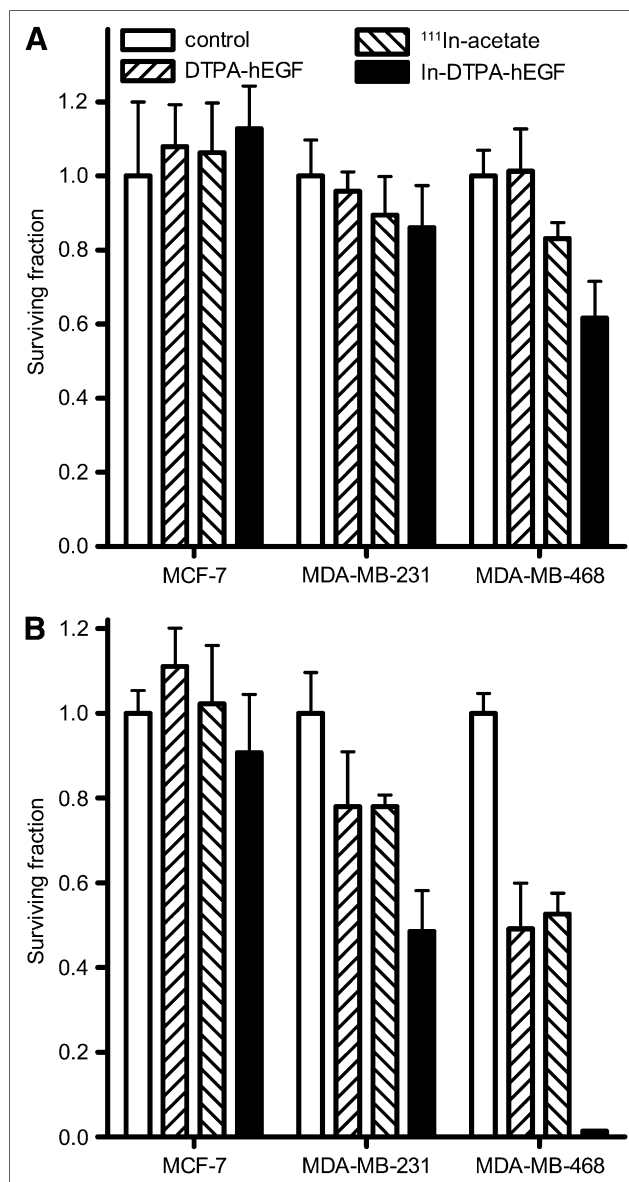 A
control
¹¹¹In-acetate
DTPA-hEGF
In-DTPA-hEGF
1.2
1.0
0.8
0.6
0.4
0.2
0.0
Surviving fraction
MCF-7
MDA-MB-231
MDA-MB-468
B
1.2
1.0
0.8
0.6
0.4
0.2
0.0
Surviving fraction
MCF-7
MDA-MB-231
MDA-MB-468